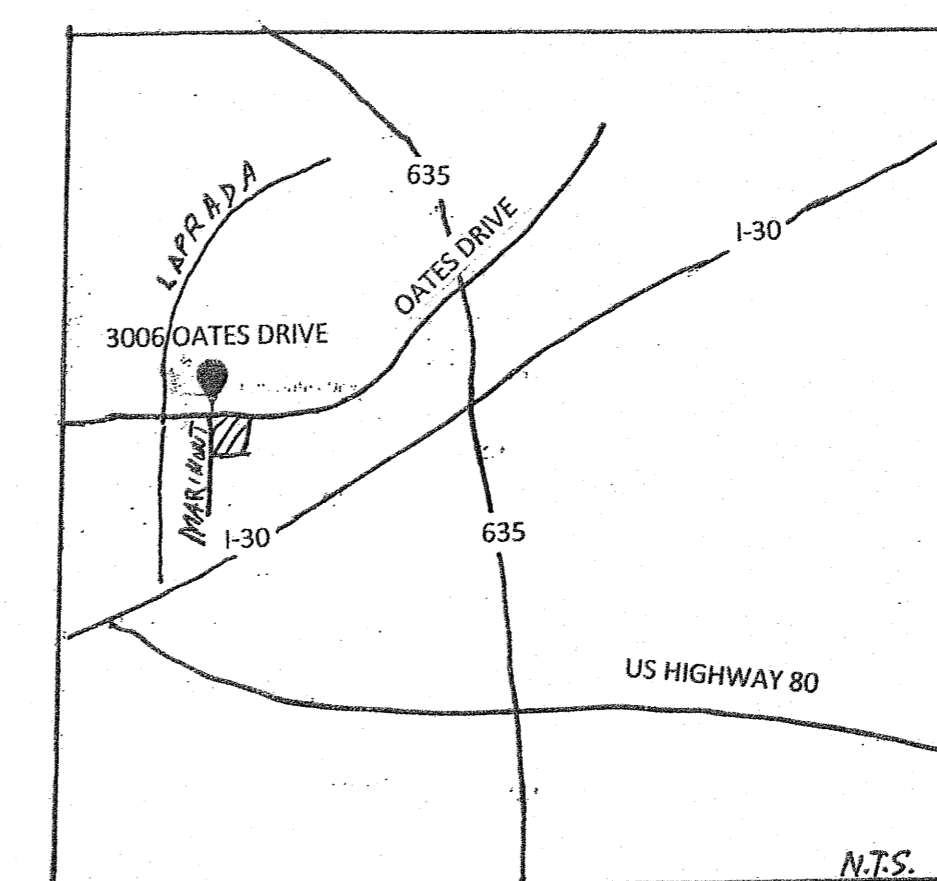 635
LAPRADA
OATES DRIVE
I-30
3006 OATES DRIVE
MARIMONT
I-30
635
US HIGHWAY 80
N.T.S.